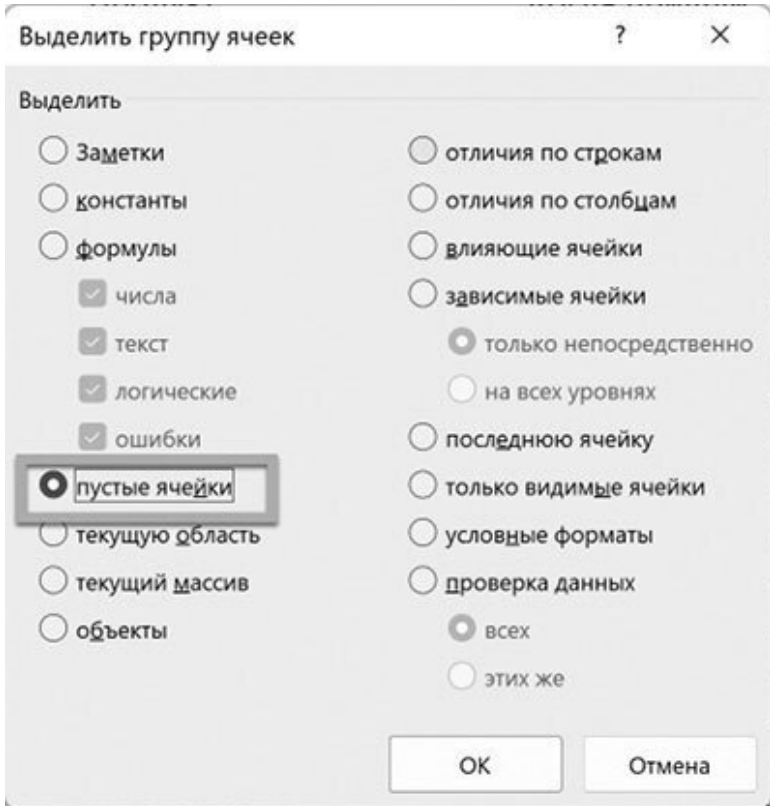 Выделить группу ячеек ? ×
Выделить
Заметки
константы
формулы
числа
текст
логические
ошибки
пустые ячейки
текущую область
текущий массив
объекты
отличия по строкам
отличия по столбцам
влияющие ячейки
зависимые ячейки
только непосредственно
на всех уровнях
последнюю ячейку
только видимые ячейки
условные форматы
проверка данных
всех
этих же
ОК
Отмена